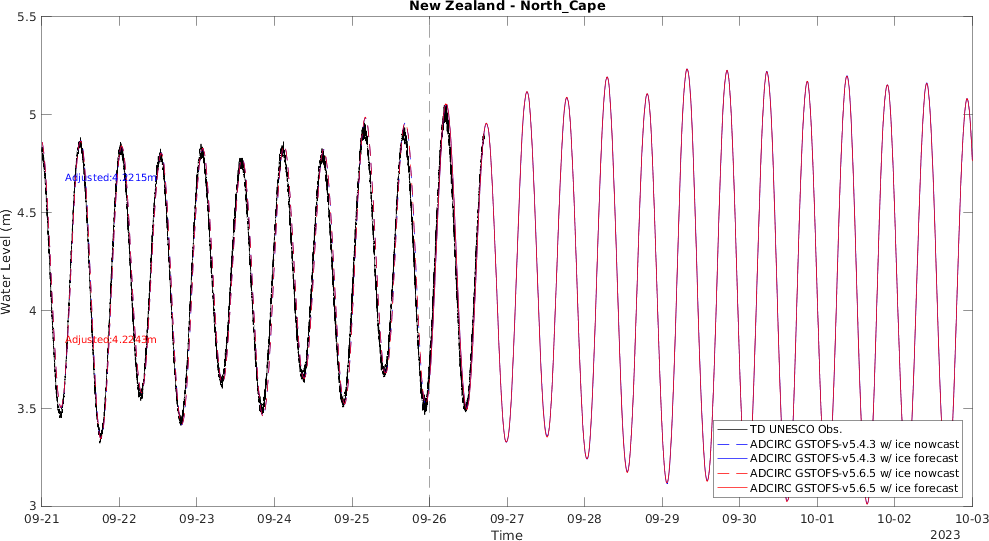 New Zealand - North_Cape
5.5
5
4.5
4
3.5
3
Water Level (m)
Adjusted:4.2215m
Adjusted:4.2243m
TD UNESCO Obs.
ADCIRC GSTOFS-v5.4.3 w/ ice nowcast
ADCIRC GSTOFS-v5.4.3 w/ ice forecast
ADCIRC GSTOFS-v5.6.5 w/ ice nowcast
ADCIRC GSTOFS-v5.6.5 w/ ice forecast
09-21 09-22 09-23 09-24 09-25 09-26 09-27 09-28 09-29 09-30 10-01 10-02 10-03
Time
2023